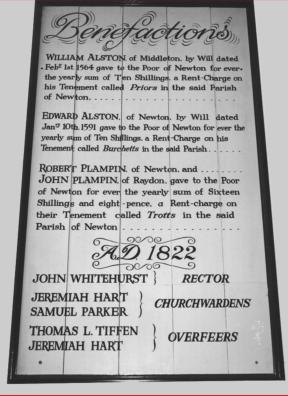 Benefactions
WILLIAM ALSTON, of Middleton, by Will dated
Febry 1st 1564 gave to the Poor of Newton for ever
the yearly sum of Ten Shillings, a Rent-Charge on
his Tenement called Priors in the said Parish
of Newton.
EDWARD ALSTON, of Newton, by Will dated
Jany 10th 1591 gave to the Poor of Newton for ever the
yearly sum of Ten Shillings, a Rent-Charge on his
Tenement called Burchetts in the said Parish
ROBERT PLAMPIN, of Newton, and
JOHN PLAMPIN, of Raydon, gave to the Poor
of Newton for ever the yearly sum of Sixteen
Shillings and eight-pence, a Rent-charge on
their Tenement called Trotts in the said
Parish of Newton
A.D. 1822
JOHN WHITEHURST } RECTOR
JEREMIAH HART
SAMUEL PARKER } CHURCHWARDENS
THOMAS L. TIFFEN
JEREMIAH HART } OVERFEERS